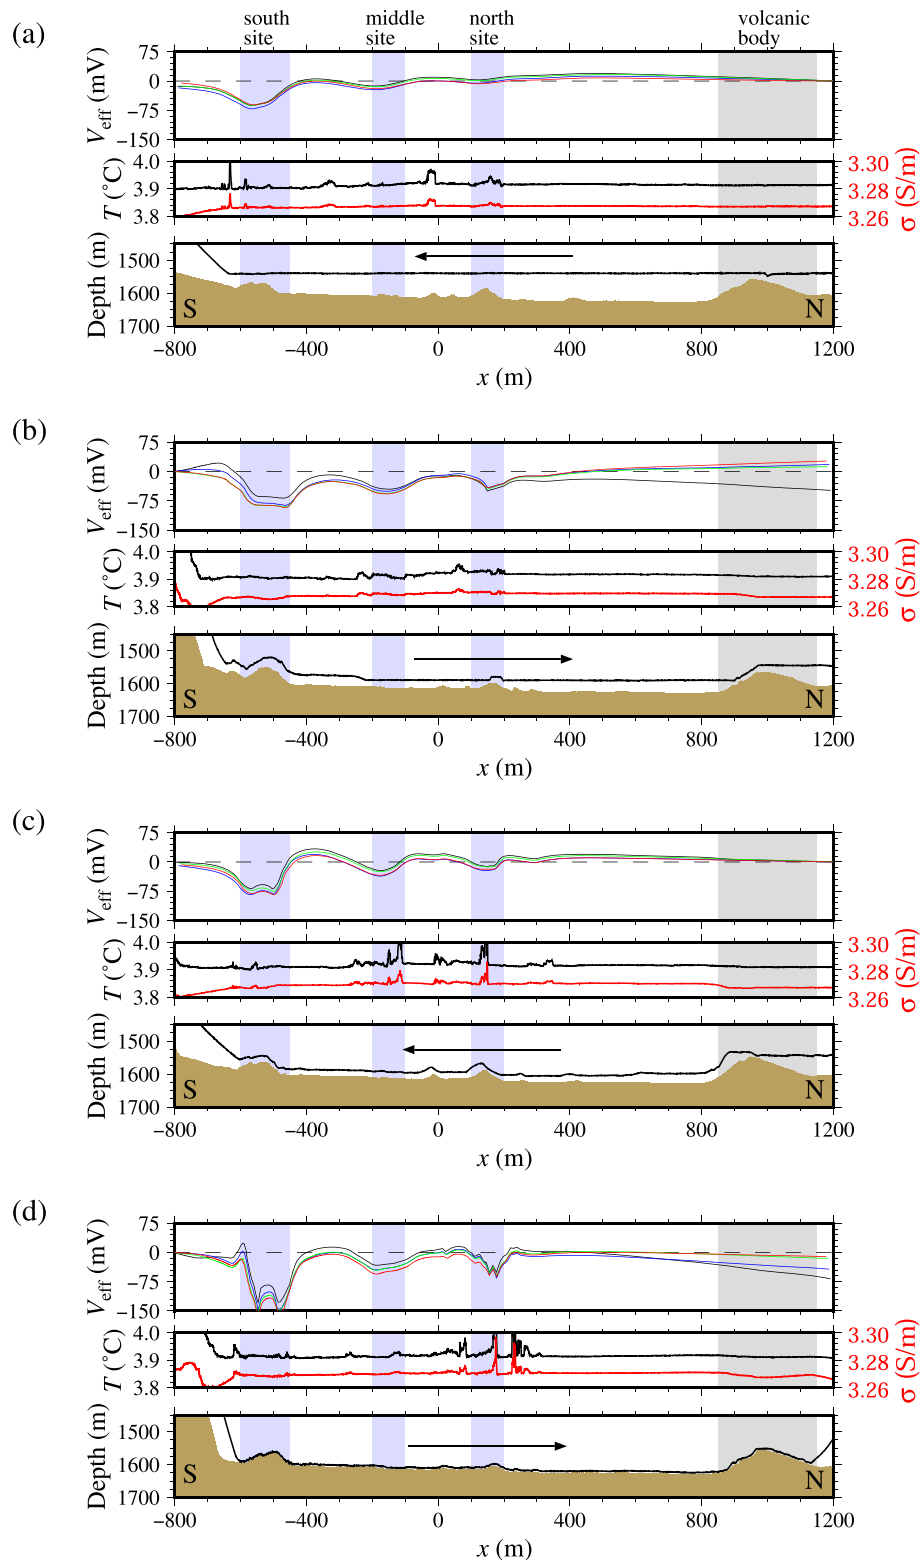 (a)
south site
middle site
north site
volcanic body
75
0
−75
−150
V_eff (mV)
4.0
3.9
3.8
T (°C)
3.30
3.28
3.26
σ (S/m)
1500
1600
1700
Depth (m)
S
N
−800 −400 0 400 800 1200
x (m)
(b)
75
0
−75
−150
V_eff (mV)
4.0
3.9
3.8
T (°C)
3.30
3.28
3.26
σ (S/m)
1500
1600
1700
Depth (m)
S
N
−800 −400 0 400 800 1200
x (m)
(c)
75
0
−75
−150
V_eff (mV)
4.0
3.9
3.8
T (°C)
3.30
3.28
3.26
σ (S/m)
1500
1600
1700
Depth (m)
S
N
−800 −400 0 400 800 1200
x (m)
(d)
75
0
−75
−150
V_eff (mV)
4.0
3.9
3.8
T (°C)
3.30
3.28
3.26
σ (S/m)
1500
1600
1700
Depth (m)
S
N
−800 −400 0 400 800 1200
x (m)